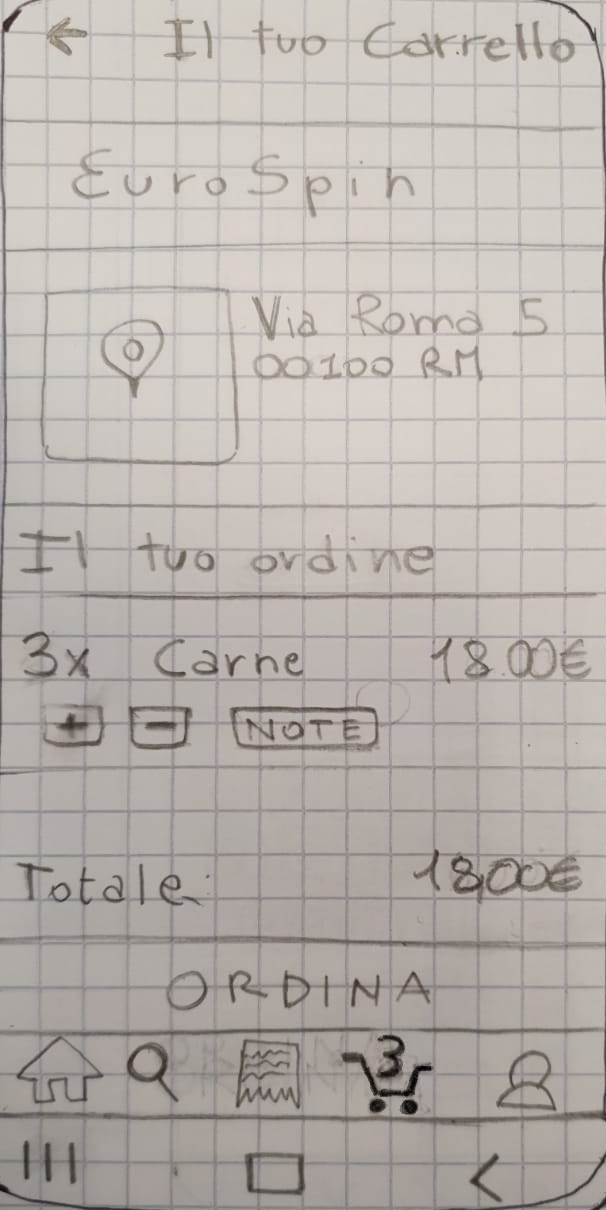 ← Il tuo Carrello
EuroSpin
Via Roma 5
00100 RM
Il tuo ordine
3x Carne 18.00€
+ - NOTE
Totale: 18,00€
ORDINA
3